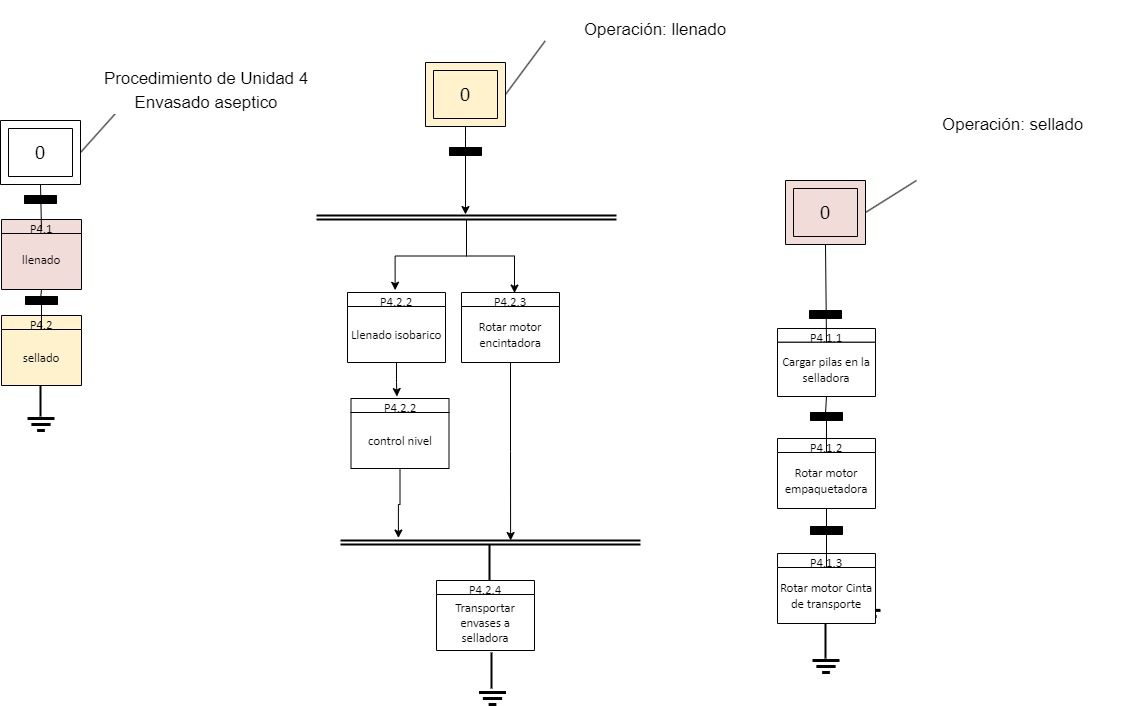 Procedimiento de Unidad 4
Envasado aseptico
0
P4.1
llenado
P4.2
sellado
Operación: llenado
0
P4.2.2
Llenado isobarico
P4.2.3
Rotar motor
encintadora
P4.2.2
control nivel
P4.2.4
Transportar
envases a
selladora
Operación: sellado
0
P4.1.1
Cargar pilas en la
selladora
P4.1.2
Rotar motor
empaquetadora
P4.1.3
Rotar motor Cinta
de transporte